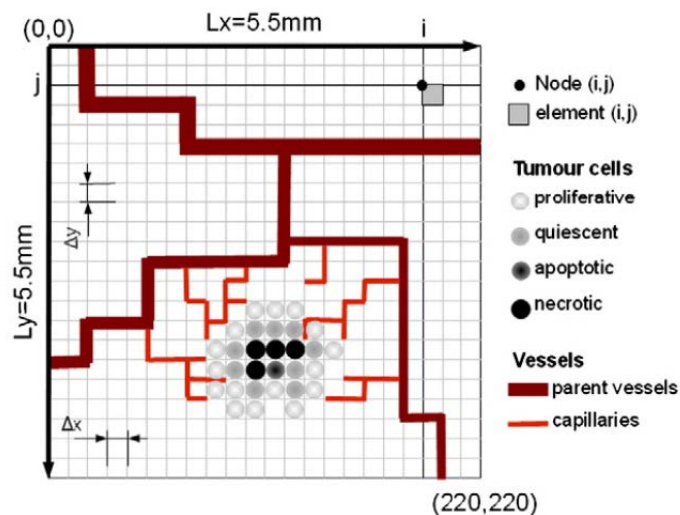 (0,0)
Lx=5.5mm
i
j
Node (i,j)
element (i,j)
Tumour cells
proliferative
quiescent
apoptotic
necrotic
Δy
Ly=5.5mm
Vessels
parent vessels
capillaries
Δx
(220,220)